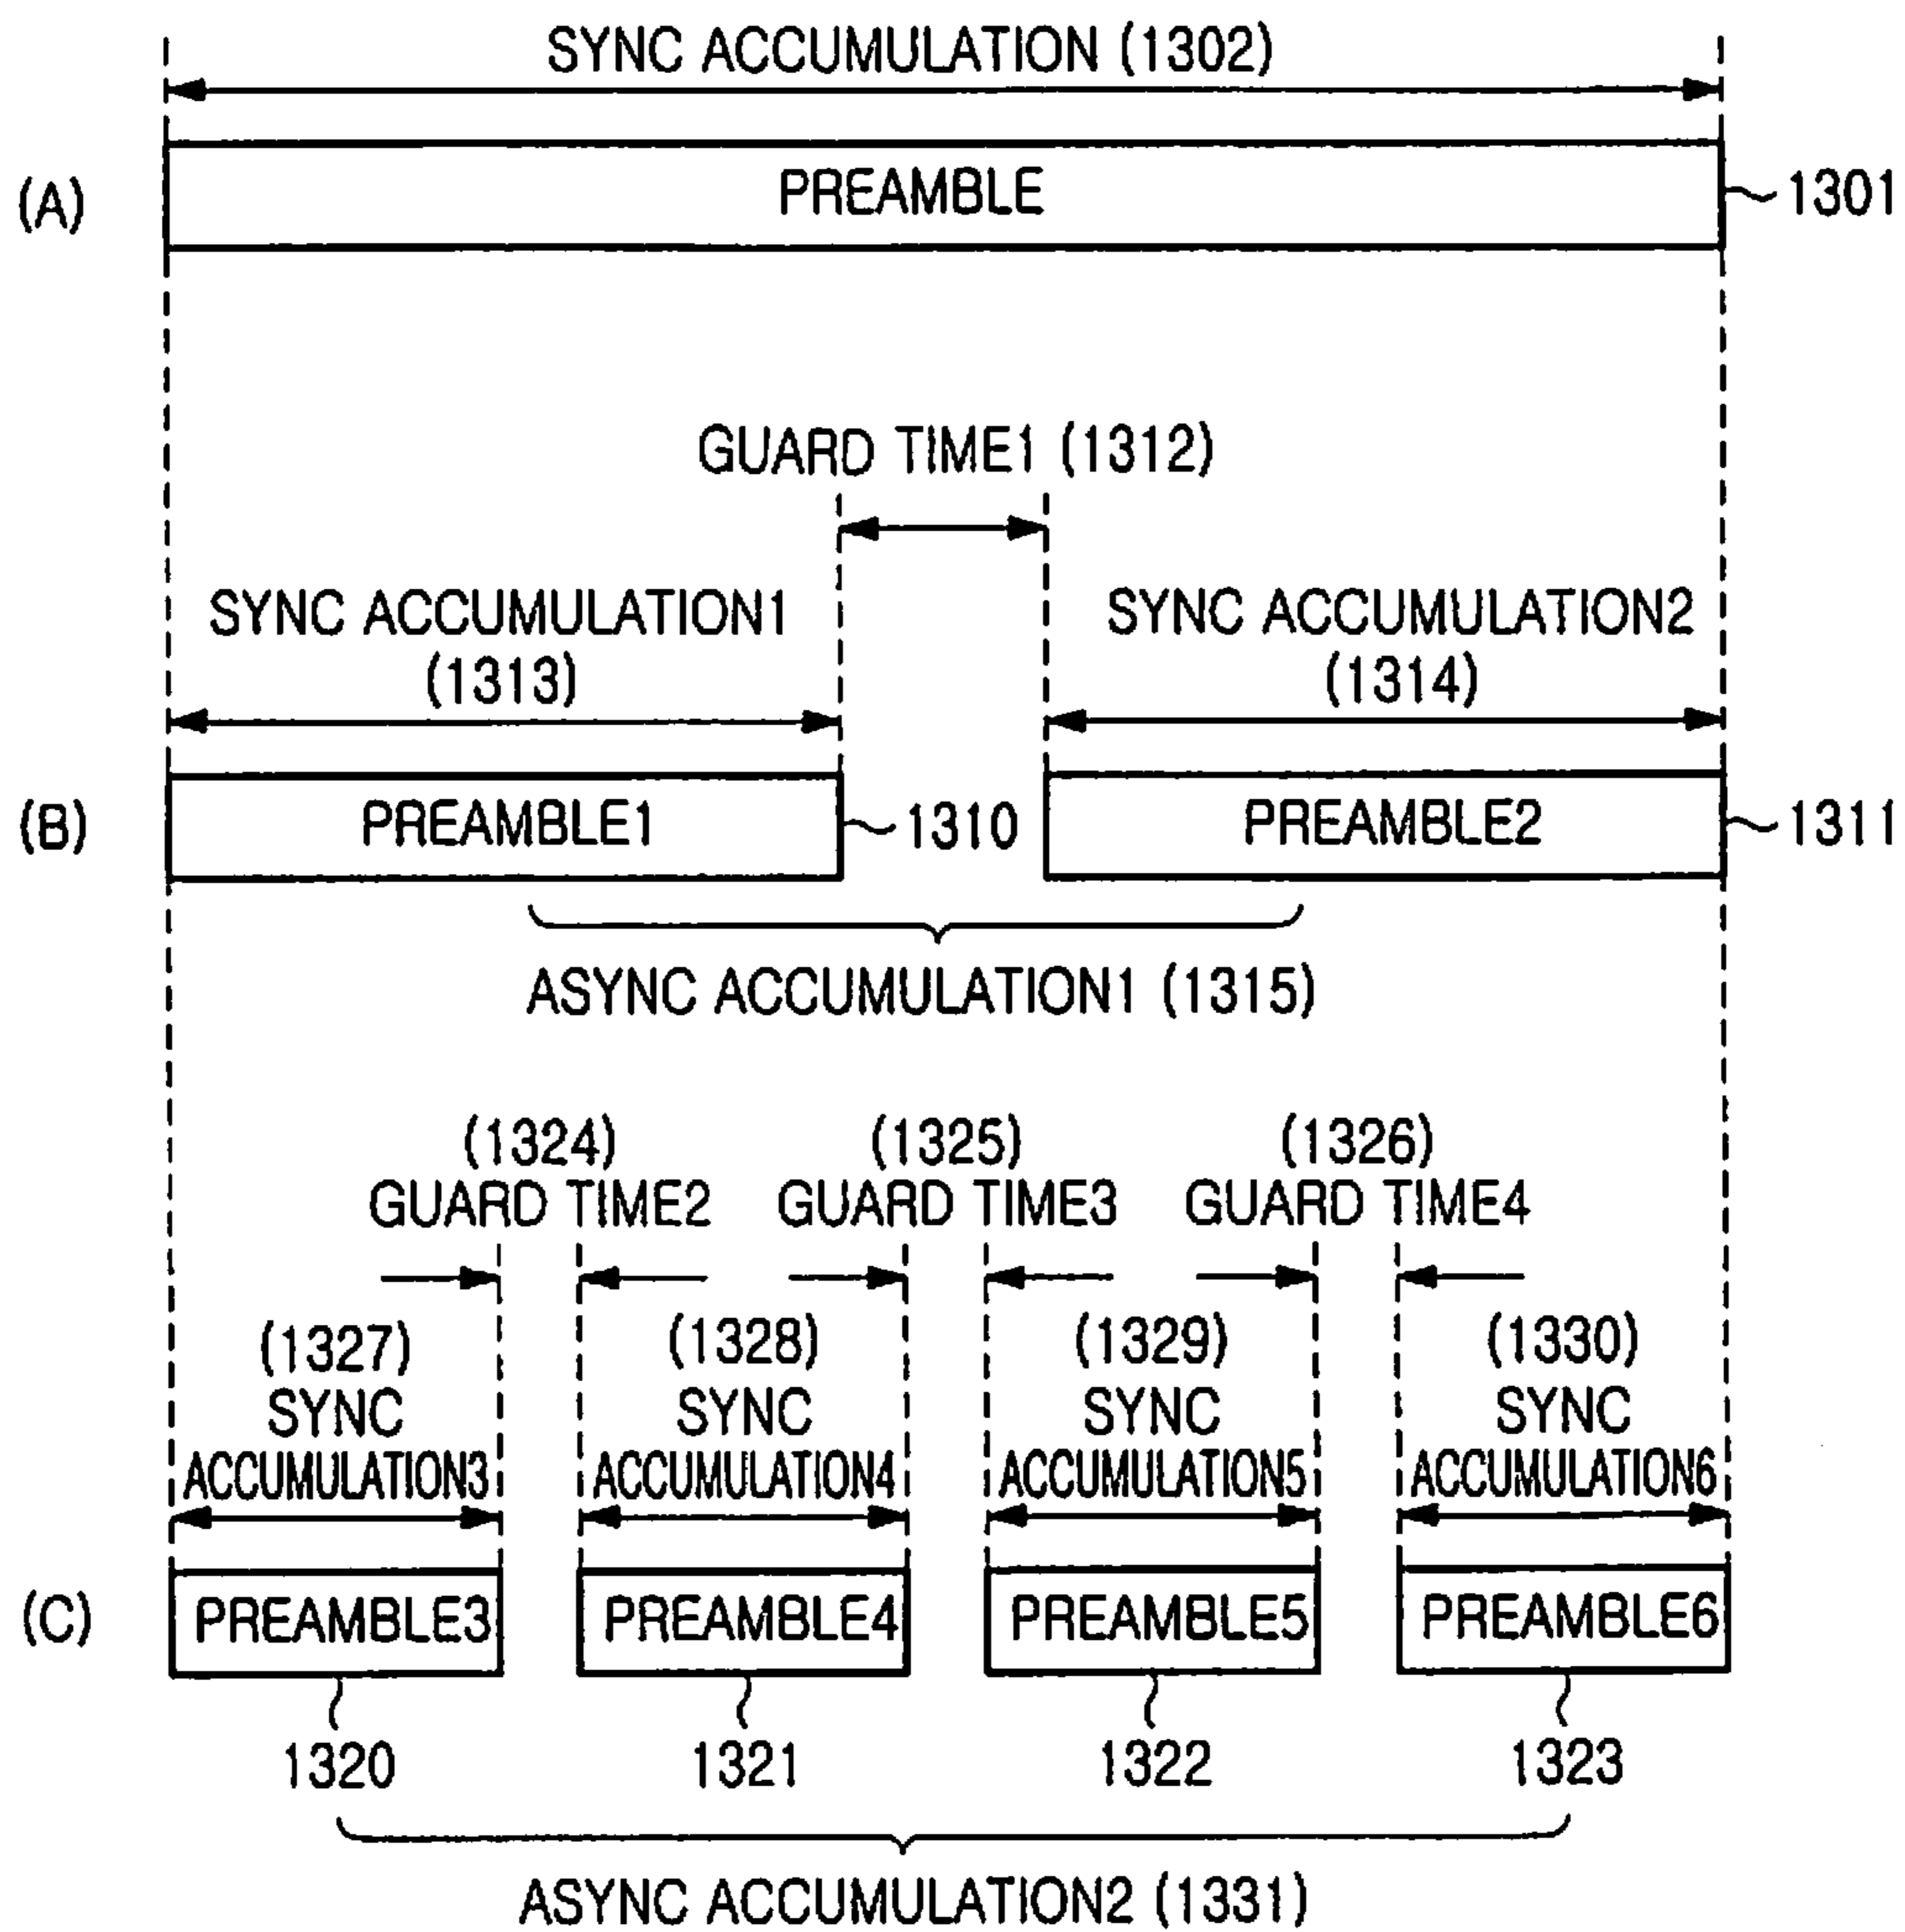 SYNC ACCUMULATION (1302)
(A)
PREAMBLE
1301
GUARD TIME1 (1312)
SYNC ACCUMULATION1
(1313)
SYNC ACCUMULATION2
(1314)
(B)
PREAMBLE1
1310
PREAMBLE2
1311
ASYNC ACCUMULATION1 (1315)
(1324)
GUARD TIME2
(1325)
GUARD TIME3
(1326)
GUARD TIME4
(1327)
SYNC
ACCUMULATION3
(1328)
SYNC
ACCUMULATION4
(1329)
SYNC
ACCUMULATION5
(1330)
SYNC
ACCUMULATION6
(C)
PREAMBLE3
PREAMBLE4
PREAMBLE5
PREAMBLE6
1320
1321
1322
1323
ASYNC ACCUMULATION2 (1331)